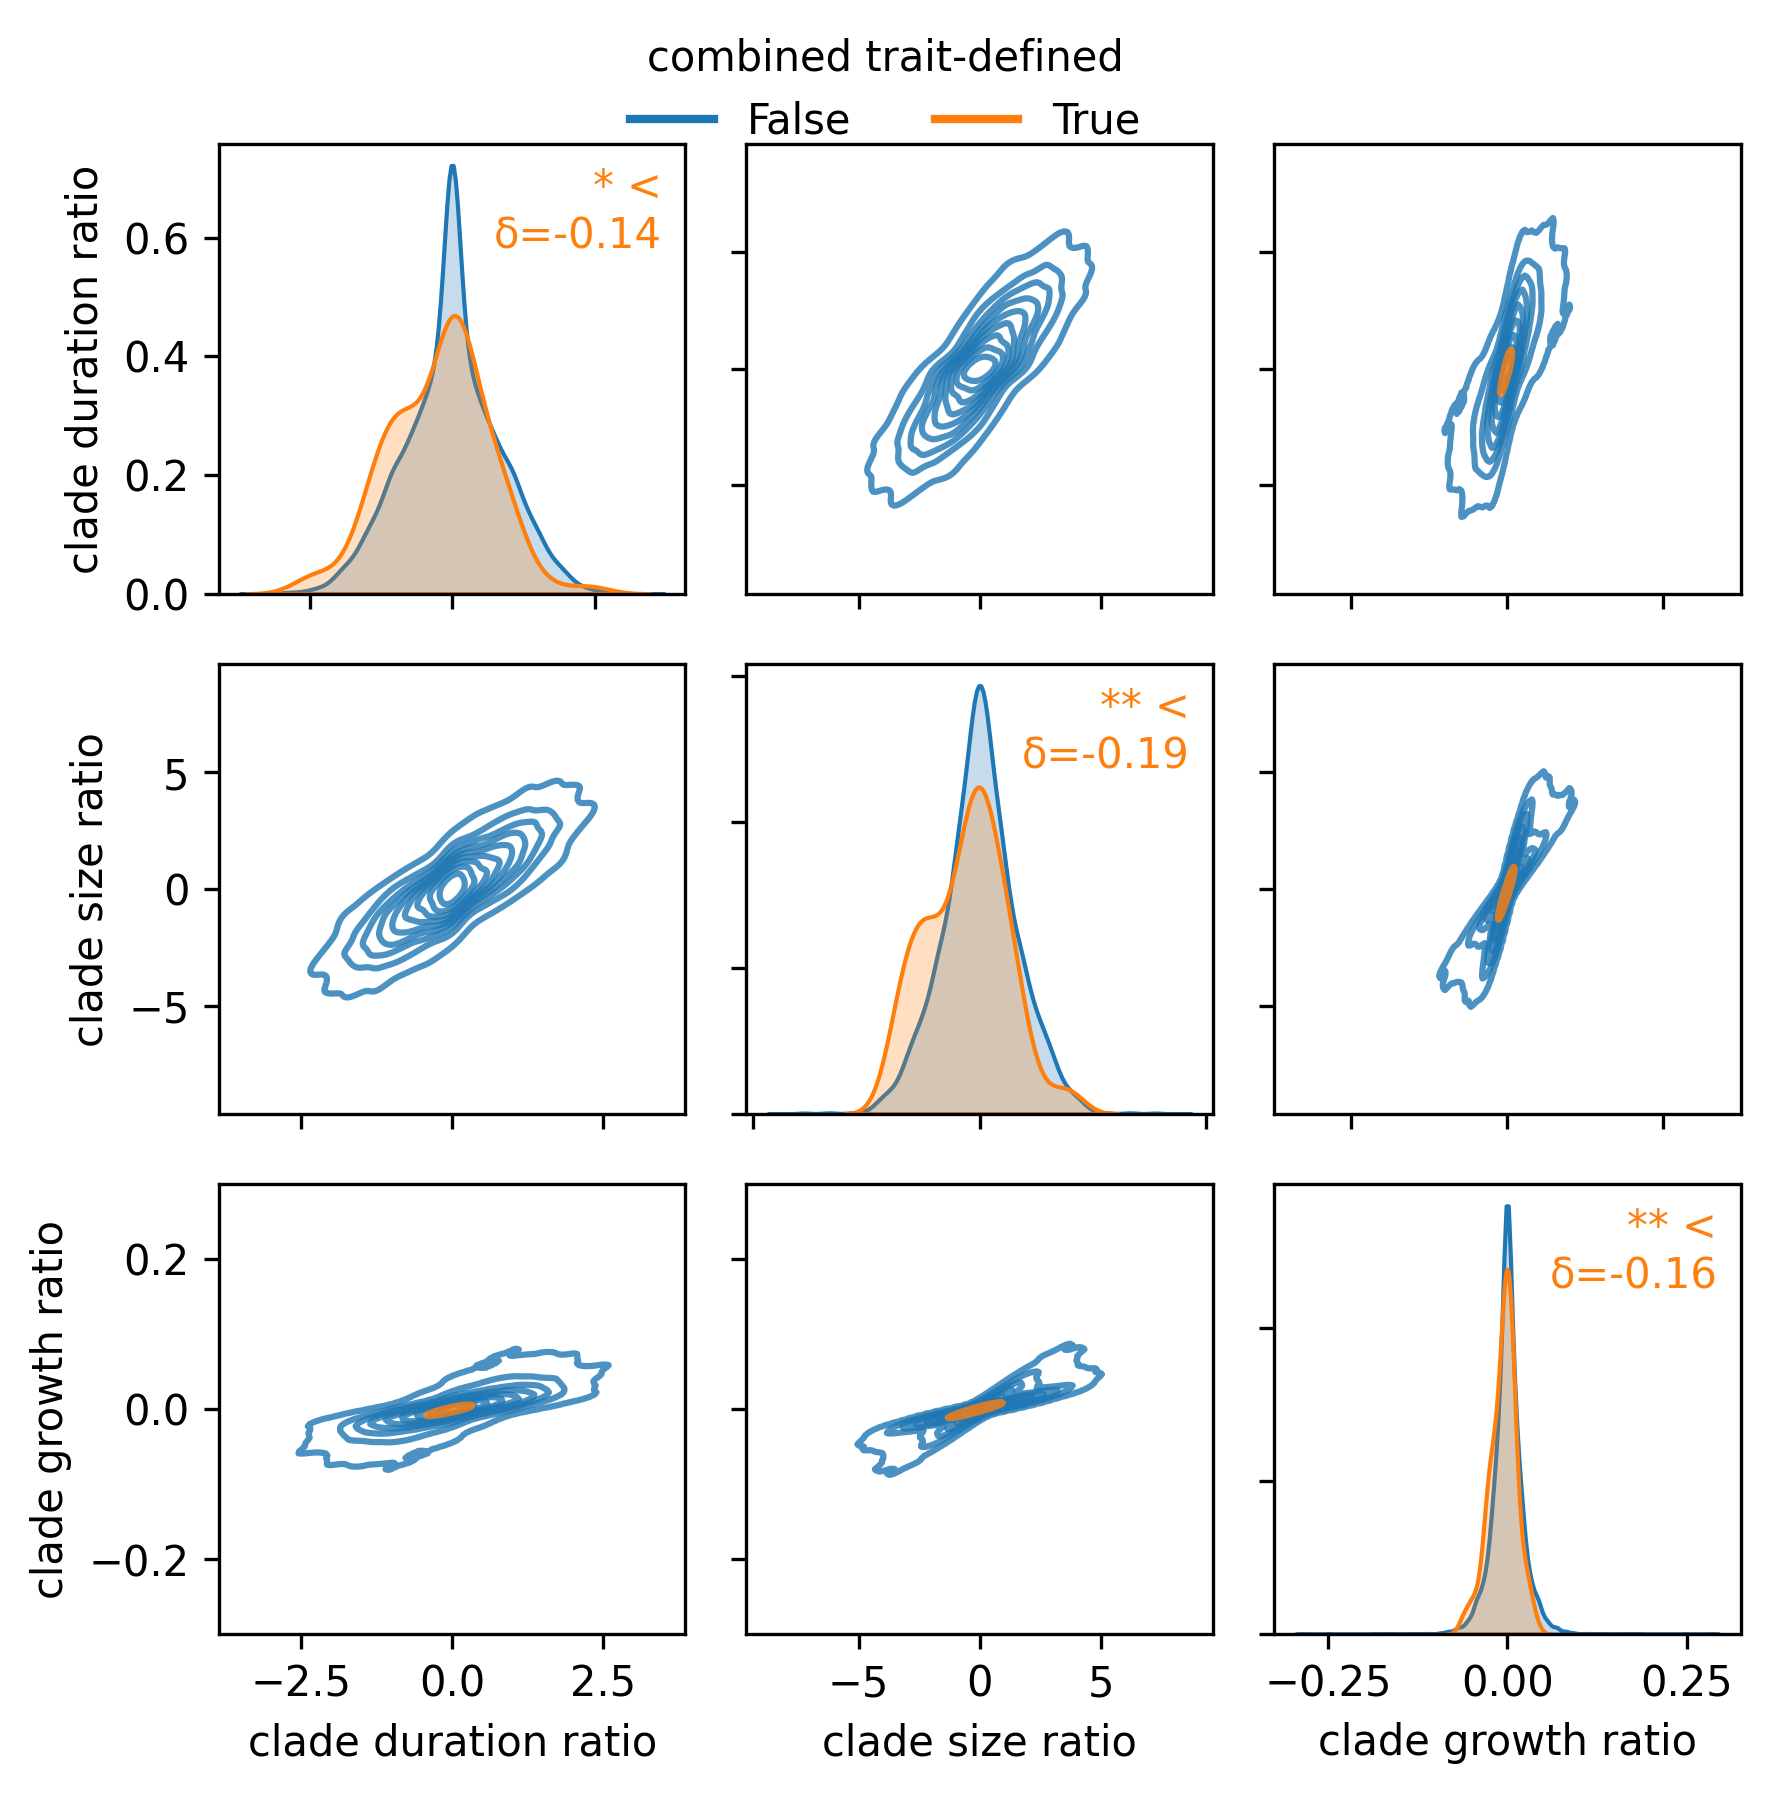 combined trait-defined
False True
clade duration ratio
0.6
0.4
0.2
0.0
* <
δ=-0.14
clade size ratio
5
0
−5
** <
δ=-0.19
clade growth ratio
0.2
0.0
−0.2
** <
δ=-0.16
−2.5 0.0 2.5
−5 0 5
−0.25 0.00 0.25
clade duration ratio
clade size ratio
clade growth ratio